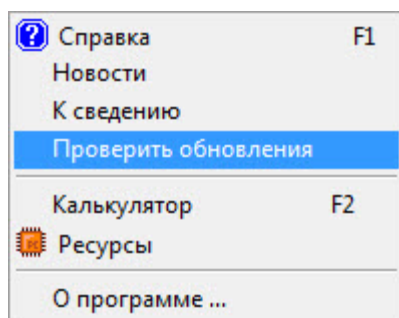 Справка F1
Новости
К сведению
Проверить обновления
Калькулятор F2
Ресурсы
О программе ...